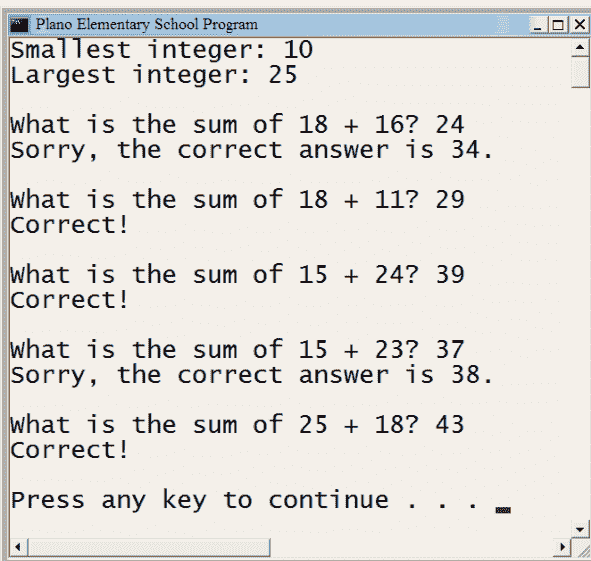 Plano Elementary School Program
Smallest integer: 10
Largest integer: 25
What is the sum of 18 + 16? 24
Sorry, the correct answer is 34.
What is the sum of 18 + 11? 29
Correct!
What is the sum of 15 + 24? 39
Correct!
What is the sum of 15 + 23? 37
Sorry, the correct answer is 38.
What is the sum of 25 + 18? 43
Correct!
Press any key to continue . . .